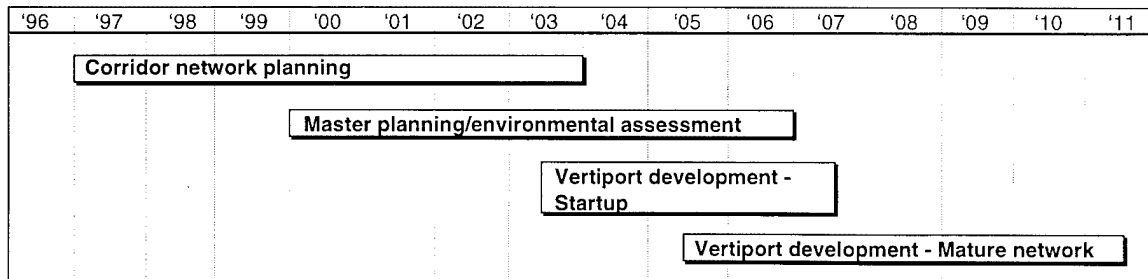 ‘96 ‘97 ‘98 ‘99 ‘00 ‘01 ‘02 ‘03 ‘04 ‘05 ‘06 ‘07 ‘08 ‘09 ‘10 ‘11
Corridor network planning
Master planning/environmental assessment
Vertiport development -
Startup
Vertiport development - Mature network